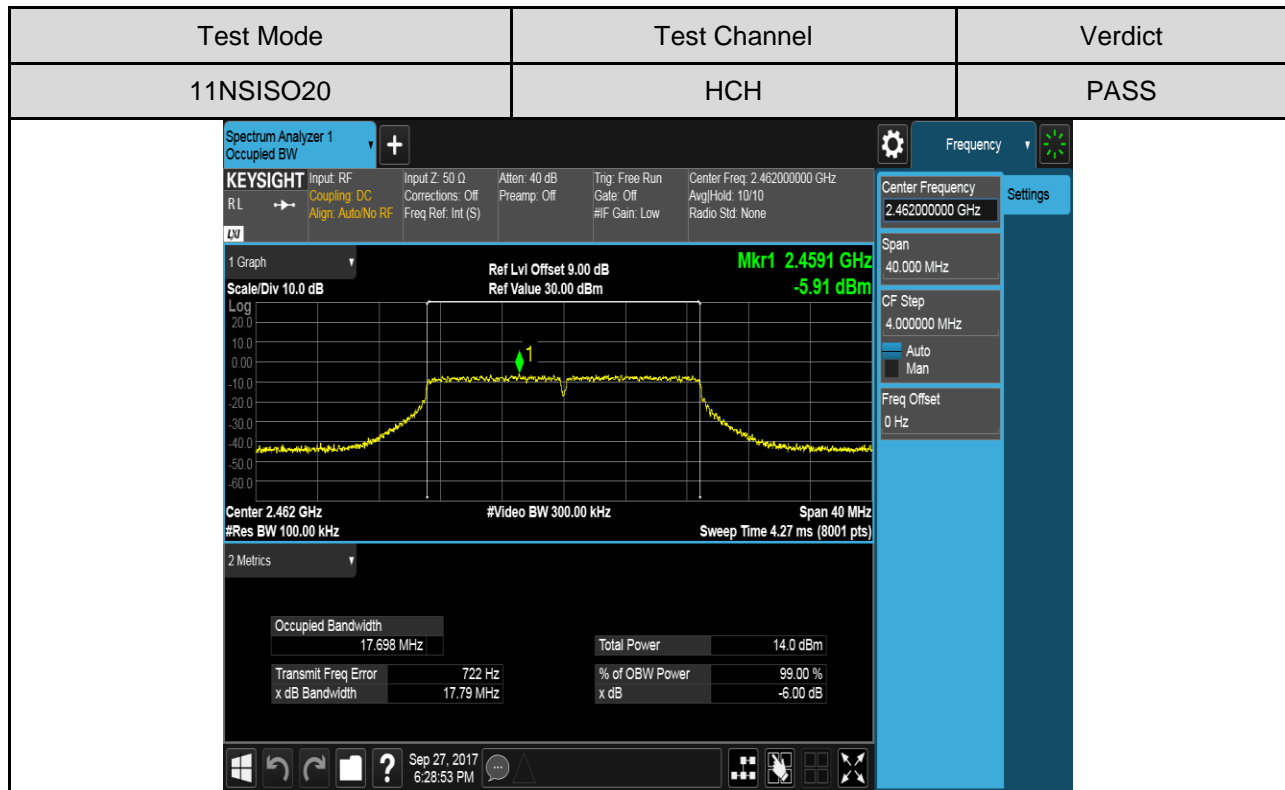 Test Mode Test Channel Verdict
11NSISO20 HCH PASS
Spectrum Analyzer 1
Occupied BW
+
Frequency
KEYSIGHT Input: RF Input Z: 50 Ω Atten: 40 dB Trig: Free Run Center Freq: 2.462000000 GHz
RL Coupling: DC Corrections: Off Preamp: Off Gate: Off Avg|Hold: 10/10
Align: Auto/No RF Freq Ref: Int (S) #IF Gain: Low Radio Std: None
LXI
Center Frequency
2.462000000 GHz
Settings
Span
40.000 MHz
CF Step
4.000000 MHz
Auto
Man
Freq Offset
0 Hz
1 Graph Ref Lvl Offset 9.00 dB Mkr1 2.4591 GHz
Scale/Div 10.0 dB Ref Value 30.00 dBm -5.91 dBm
Log
20.0
10.0
0.00
-10.0
-20.0
-30.0
-40.0
-50.0
-60.0
1
Center 2.462 GHz #Video BW 300.00 kHz Span 40 MHz
#Res BW 100.00 kHz Sweep Time 4.27 ms (8001 pts)
2 Metrics
Occupied Bandwidth
17.698 MHz Total Power 14.0 dBm
Transmit Freq Error 722 Hz % of OBW Power 99.00 %
x dB Bandwidth 17.79 MHz x dB -6.00 dB
? Sep 27, 2017
6:28:53 PM